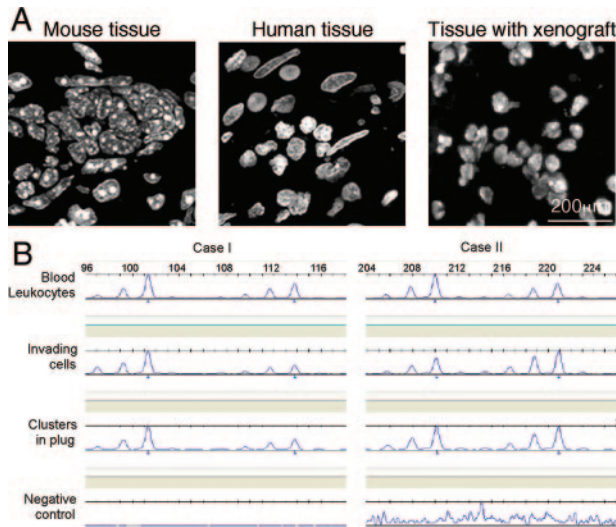 A
Mouse tissue
Human tissue
Tissue with xenograft
200μm
B
Case I
Case II
96 100 104 108 112 116
204 208 212 216 220 224
Blood
Leukocytes
Invading
cells
Clusters
in plug
Negative
control